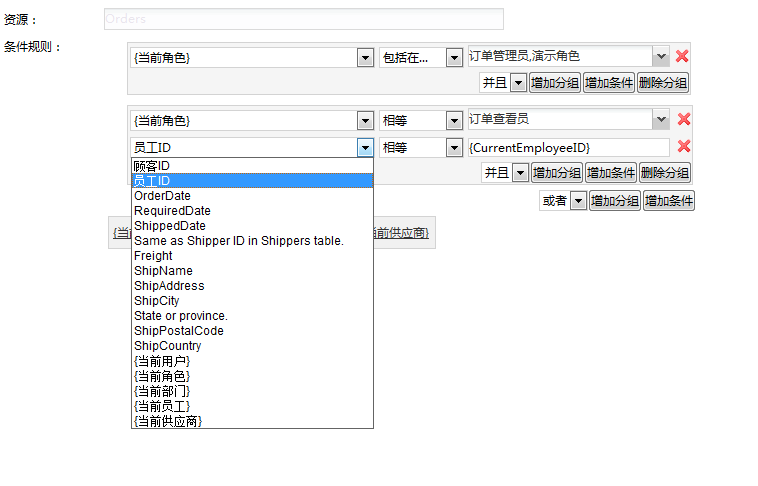 资源： Orders
条件规则：
{当前角色} 包括在... 订单管理员,演示角色
并且 增加分组 增加条件 删除分组
{当前角色} 相等 订单查看员
员工ID 相等 {CurrentEmployeeID}
并且 增加分组 增加条件 删除分组
或者 增加分组 增加条件
{当前 当前供应商}
顾客ID
员工ID
OrderDate
RequiredDate
ShippedDate
Same as Shipper ID in Shippers table.
Freight
ShipName
ShipAddress
ShipCity
State or province.
ShipPostalCode
ShipCountry
{当前用户}
{当前角色}
{当前部门}
{当前员工}
{当前供应商}